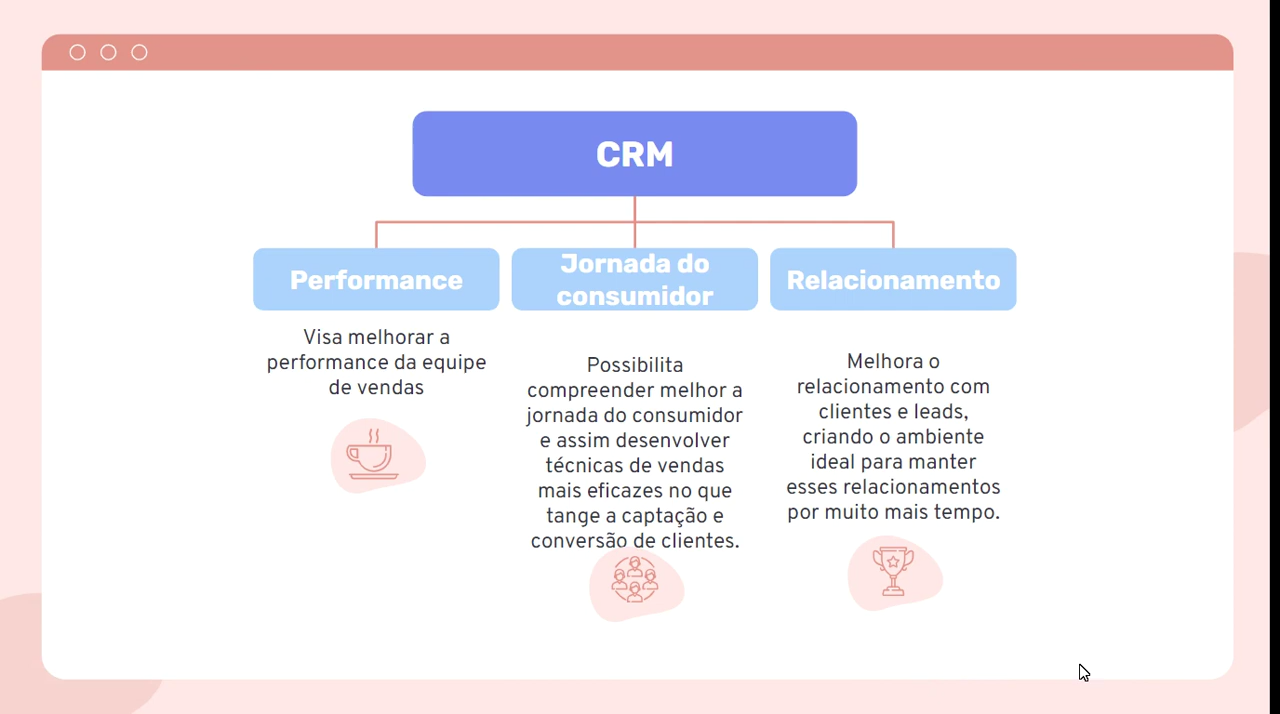 CRM
Performance
Visa melhorar a
performance da equipe
de vendas
Jornada do
consumidor
Possibilita
compreender melhor a
jornada do consumidor
e assim desenvolver
técnicas de vendas
mais eficazes no que
tange a captação e
conversão de clientes.
Relacionamento
Melhora o
relacionamento com
clientes e leads,
criando o ambiente
ideal para manter
esses relacionamentos
por muito mais tempo.